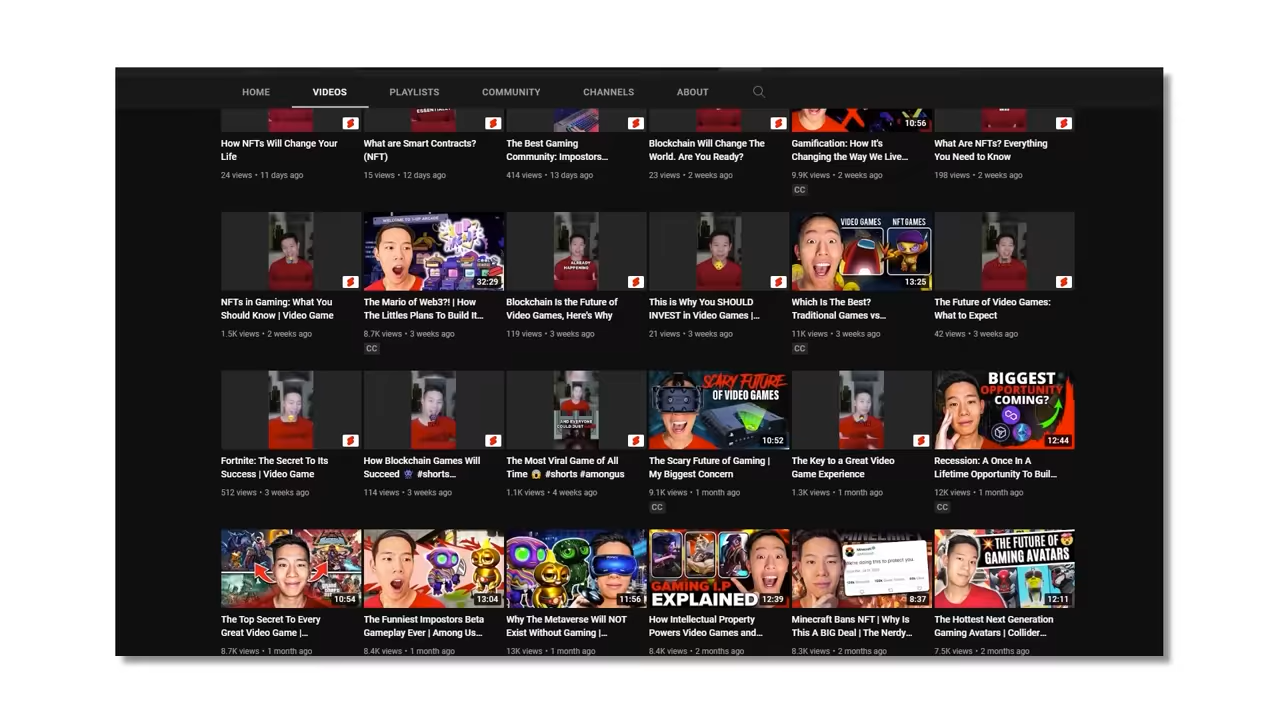 HOME VIDEOS PLAYLISTS COMMUNITY CHANNELS ABOUT
10:56
How NFTs Will Change Your
Life
24 views • 11 days ago
What are Smart Contracts?
(NFT)
15 views • 12 days ago
The Best Gaming
Community: Impostors...
414 views • 13 days ago
Blockchain Will Change The
World. Are You Ready?
23 views • 2 weeks ago
Gamification: How It's
Changing the Way We Live...
9.9K views • 2 weeks ago
CC
What Are NFTs? Everything
You Need to Know
198 views • 2 weeks ago
NFTs in Gaming: What You
Should Know | Video Game
1.5K views • 2 weeks ago
32:29
The Mario of Web3?! | How
The Littles Plans To Build It...
8.7K views • 3 weeks ago
CC
ALREADY
HAPPENING
Blockchain Is the Future of
Video Games, Here's Why
119 views • 3 weeks ago
This is Why You SHOULD
INVEST in Video Games |...
21 views • 3 weeks ago
VIDEO GAMES NFT GAMES
13:25
Which Is The Best?
Traditional Games vs...
11K views • 3 weeks ago
CC
The Future of Video Games:
What to Expect
42 views • 3 weeks ago
Fortnite: The Secret To Its
Success | Video Game
512 views • 3 weeks ago
How Blockchain Games Will
Succeed 👾 #shorts...
114 views • 3 weeks ago
AND EVERYONE
COULD JUST
The Most Viral Game of All
Time 😱 #shorts #amongus
1.1K views • 4 weeks ago
SCARY FUTURE
OF VIDEO GAMES
10:52
The Scary Future of Gaming |
My Biggest Concern
9.1K views • 1 month ago
CC
The Key to a Great Video
Game Experience
1.3K views • 1 month ago
BIGGEST
OPPORTUNITY
COMING?
12:44
Recession: A Once In A
Lifetime Opportunity To Buil...
12K views • 1 month ago
CC
10:54
The Top Secret To Every
Great Video Game |...
8.7K views • 1 month ago
13:04
The Funniest Impostors Beta
Gameplay Ever | Among Us...
8.4K views • 1 month ago
11:56
Why The Metaverse Will NOT
Exist Without Gaming |...
13K views • 1 month ago
GAMING I.P
EXPLAINED
12:39
How Intellectual Property
Powers Video Games and...
8.4K views • 2 months ago
MINECRAFT
We're doing this to protect you.
8:37
Minecraft Bans NFT | Why Is
This A BIG Deal | The Nerdy...
8.3K views • 2 months ago
THE FUTURE OF
GAMING AVATARS
12:11
The Hottest Next Generation
Gaming Avatars | Collider...
7.5K views • 2 months ago